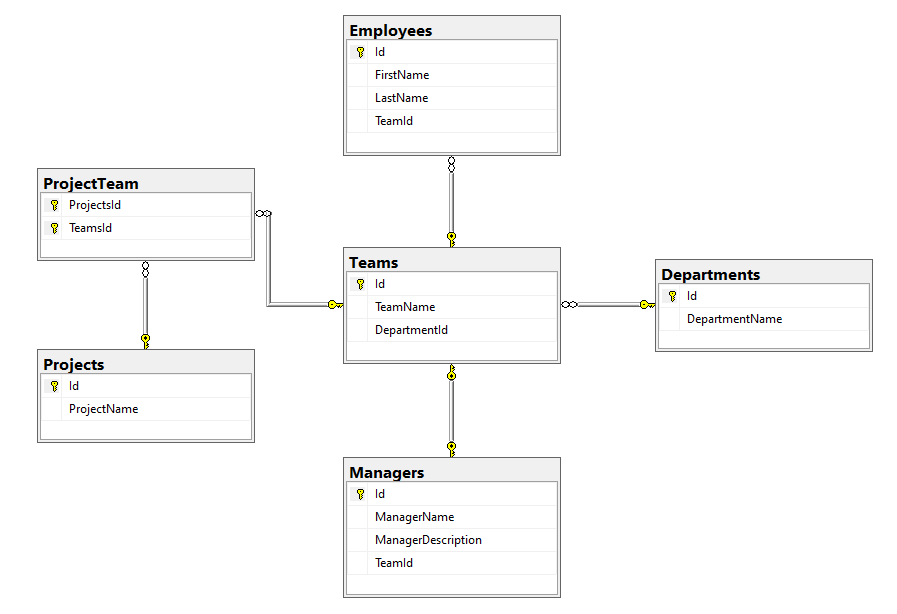 Employees
Id
FirstName
LastName
TeamId
ProjectTeam
ProjectsId
TeamsId
Teams
Id
TeamName
DepartmentId
Departments
Id
DepartmentName
Projects
Id
ProjectName
Managers
Id
ManagerName
ManagerDescription
TeamId